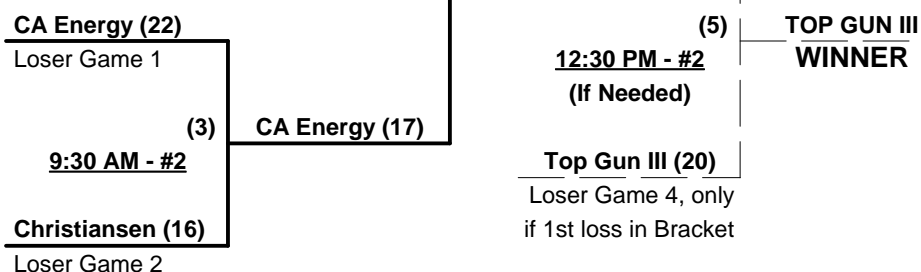 CA Energy (22)
Loser Game 1
(3)
9:30 AM - #2
Christiansen (16)
Loser Game 2
CA Energy (17)
(5)
12:30 PM - #2
(If Needed)
Top Gun III (20)
Loser Game 4, only
if 1st loss in Bracket
TOP GUN III
WINNER